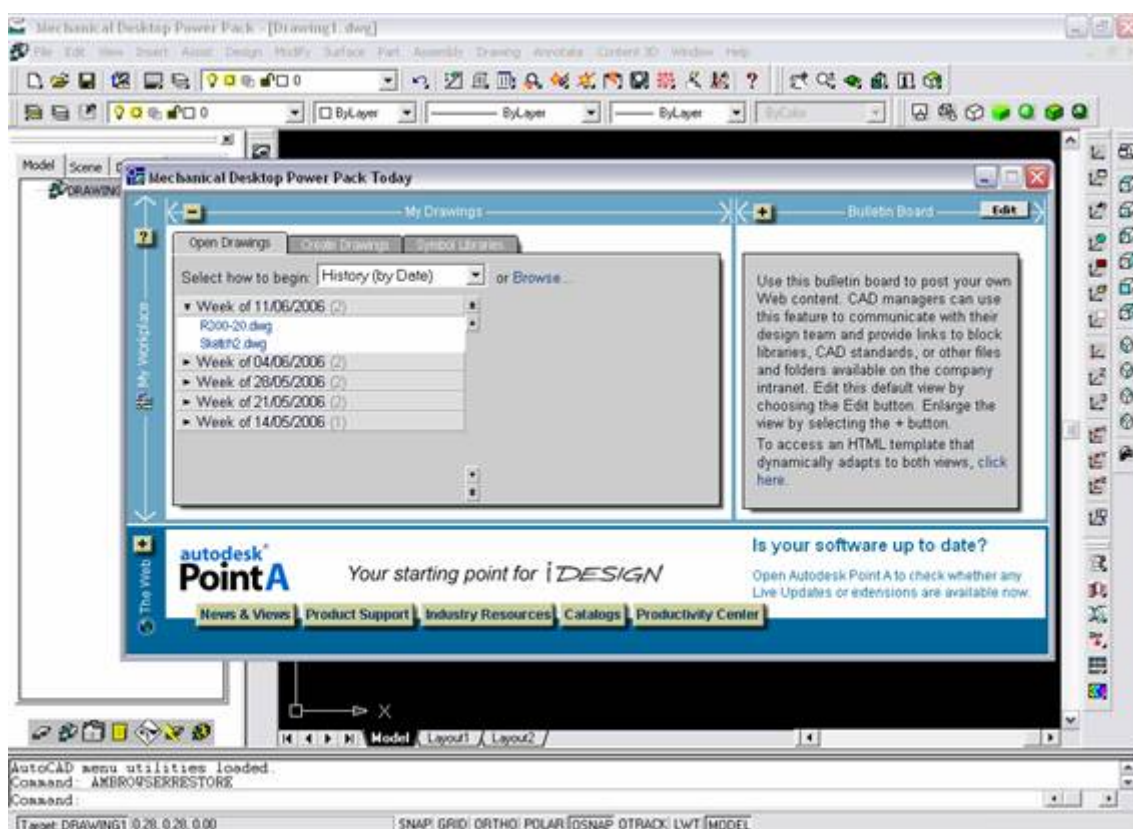 Mechanical Desktop Power Pack - [Drawing1.dwg]
File Edit View Insert Assist Design Modify Surface Part Assembly Drawing Annotate Content 3D Window Help
0
0 ByLayer ByLayer ByLayer ByColor
Model Scene
DRAWING
Mechanical Desktop Power Pack Today
My Drawings
Bulletin Board Edit
Open Drawings Create Drawings Symbol Libraries
Select how to begin: History (by Date) or Browse...
Week of 11/06/2006 (2)
R300-20.dwg
Sketch2.dwg
Week of 04/06/2006 (2)
Week of 28/05/2006 (2)
Week of 21/05/2006 (2)
Week of 14/05/2006 (1)
My Workplace
Use this bulletin board to post your own
Web content. CAD managers can use
this feature to communicate with their
design team and provide links to block
libraries, CAD standards, or other files
and folders available on the company
intranet. Edit this default view by
choosing the Edit button. Enlarge the
view by selecting the + button.
To access an HTML template that
dynamically adapts to both views, click
here.
The Web
autodesk
Point A
Your starting point for iDESIGN
Is your software up to date?
Open Autodesk Point A to check whether any
Live Updates or extensions are available now.
News & Views Product Support Industry Resources Catalogs Productivity Center
X
Model Layout1 Layout2
AutoCAD menu utilities loaded.
Command: AMBROWSERRESTORE
Command:
Target: DRAWING1 0.28, 0.28, 0.00 SNAP GRID ORTHO POLAR OSNAP OTRACK LWT MODEL